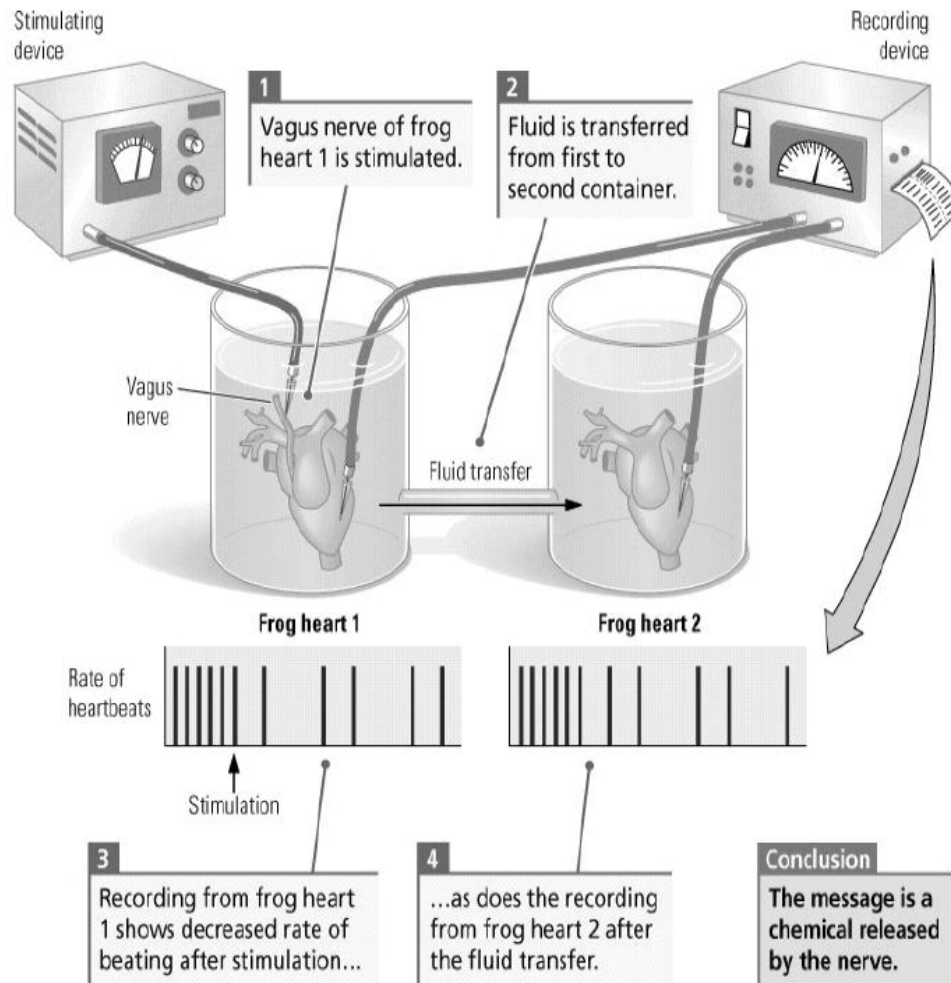 Stimulating
device
Recording
device
1
Vagus nerve of frog
heart 1 is stimulated.
2
Fluid is transferred
from first to
second container.
Vagus
nerve
Fluid transfer
Frog heart 1
Frog heart 2
Rate of
heartbeats
Stimulation
3
Recording from frog heart
1 shows decreased rate of
beating after stimulation...
4
...as does the recording
from frog heart 2 after
the fluid transfer.
Conclusion
The message is a
chemical released
by the nerve.